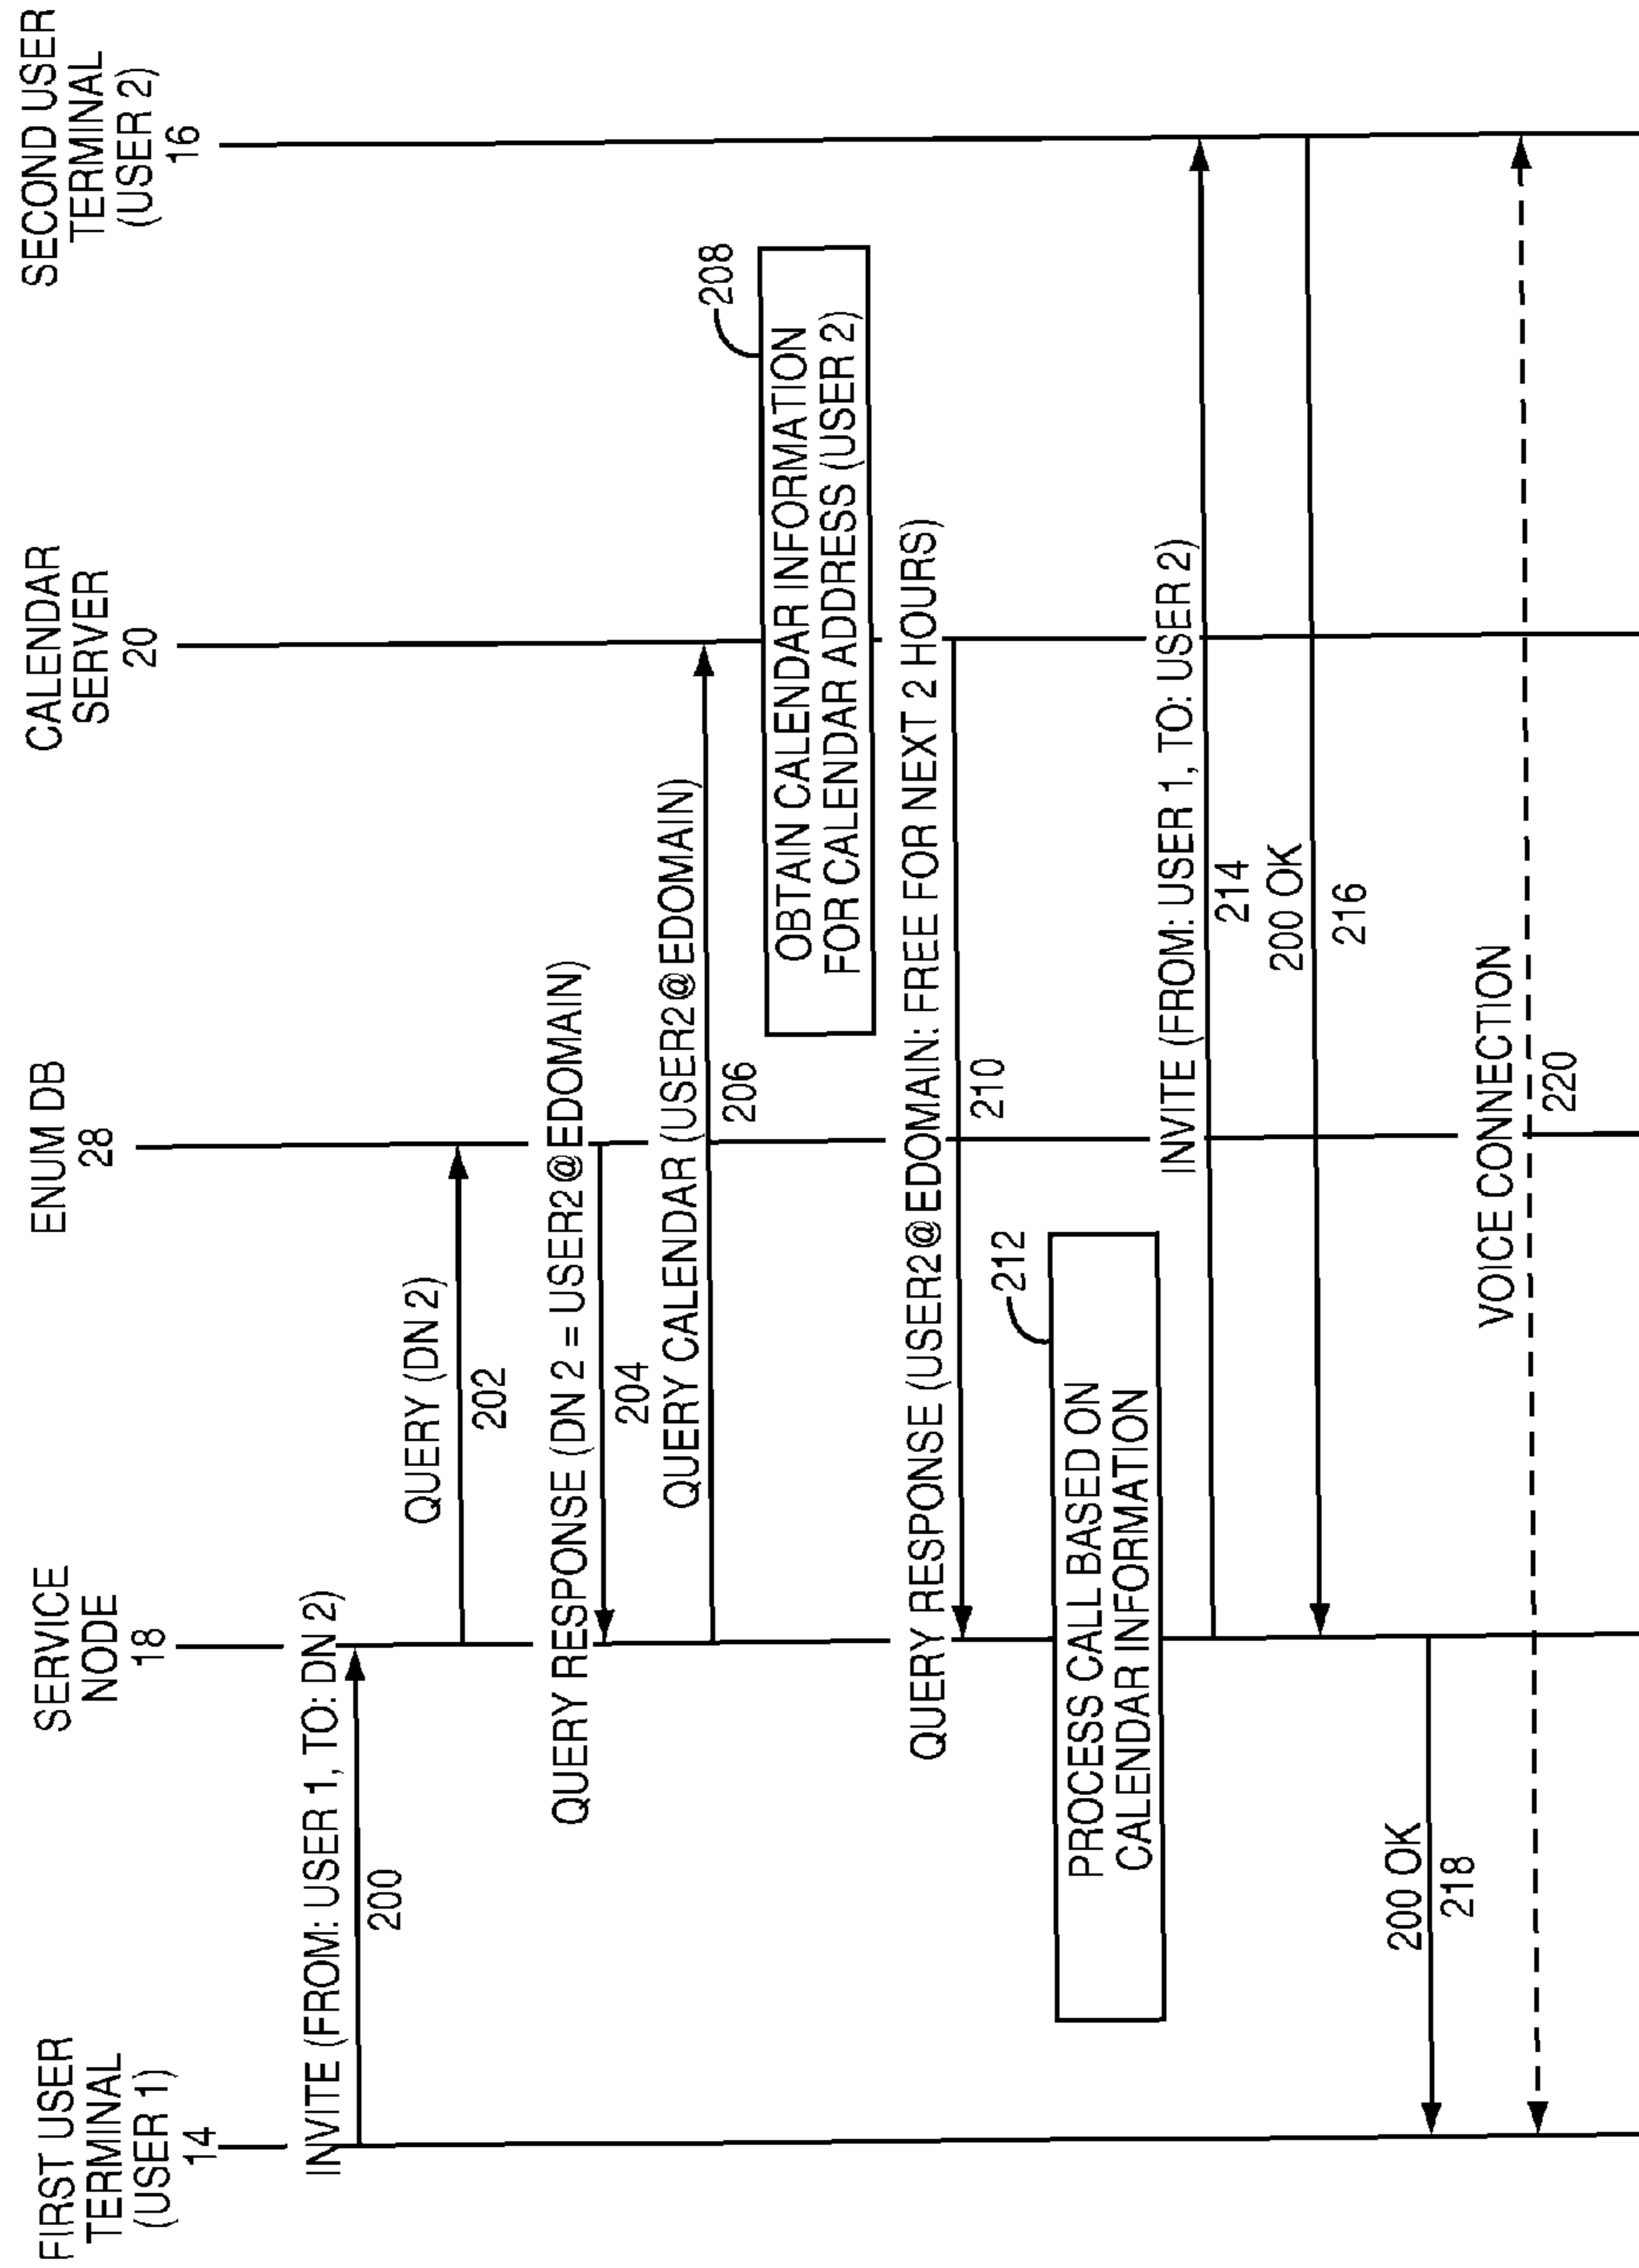 FIRST USER
TERMINAL
(USER 1)
14
SERVICE
NODE
18
ENUM DB
28
CALENDAR
SERVER
20
SECOND USER
TERMINAL
(USER 2)
16
INVITE (FROM: USER 1, TO: DN 2)
200
QUERY (DN 2)
202
QUERY RESPONSE (DN 2 = USER2@EDOMAIN)
204
QUERY CALENDAR (USER2@EDOMAIN)
206
208
OBTAIN CALENDAR INFORMATION
FOR CALENDAR ADDRESS (USER 2)
QUERY RESPONSE (USER2@EDOMAIN: FREE FOR NEXT 2 HOURS)
210
212
PROCESS CALL BASED ON
CALENDAR INFORMATION
INVITE (FROM: USER 1, TO: USER 2)
214
200 OK
216
200 OK
218
VOICE CONNECTION
220